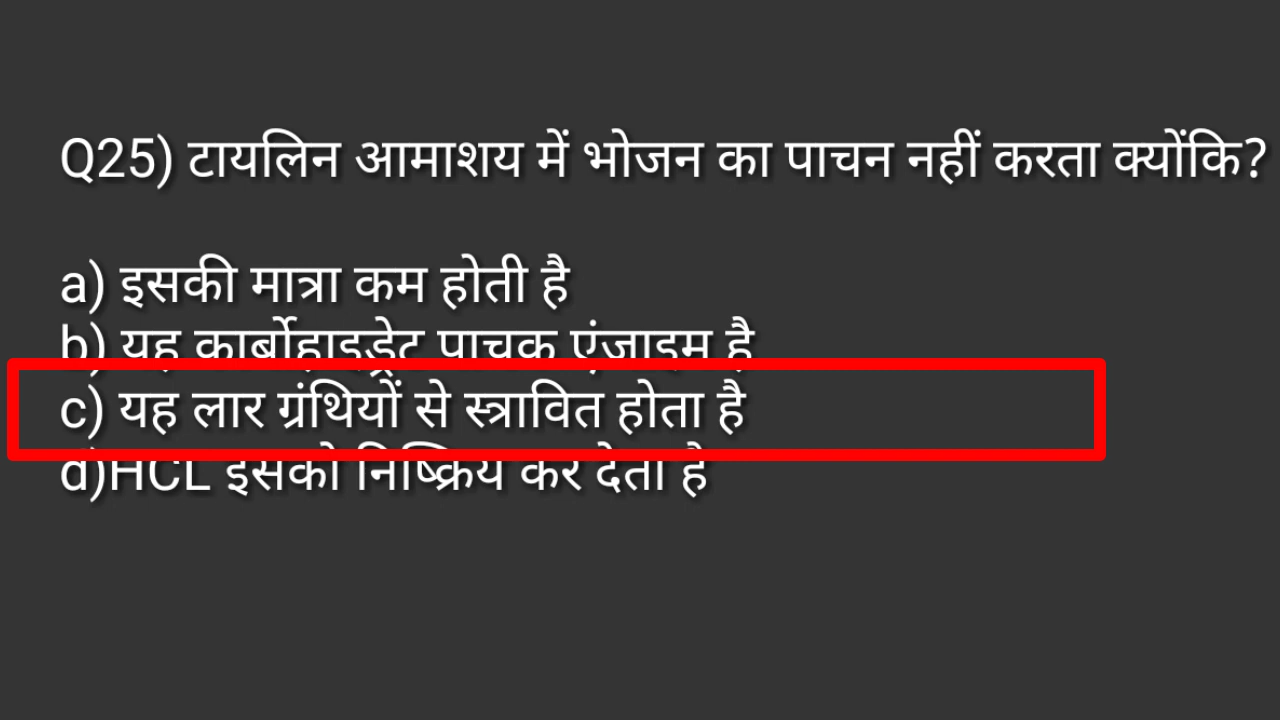 Q25) टायलिन आमाशय में भोजन का पाचन नहीं करता क्योंकि?
a) इसकी मात्रा कम होती है
b) यह कार्बोहाइड्रेट पाचक एंजाइम है
c) यह लार ग्रंथियों से स्त्रावित होता है
d)HCL इसको निष्क्रिय कर देता है